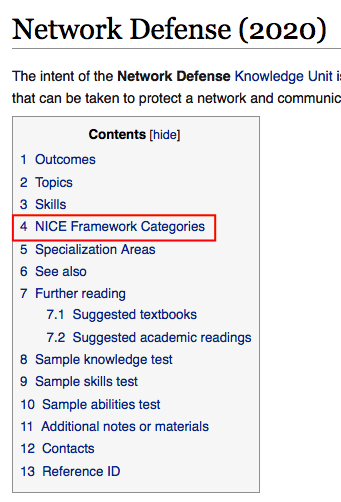 Network Defense (2020)
The intent of the Network Defense Knowledge Unit is
that can be taken to protect a network and communic
Contents [hide]
1 Outcomes
2 Topics
3 Skills
4 NICE Framework Categories
5 Specialization Areas
6 See also
7 Further reading
7.1 Suggested textbooks
7.2 Suggested academic readings
8 Sample knowledge test
9 Sample skills test
10 Sample abilities test
11 Additional notes or materials
12 Contacts
13 Reference ID